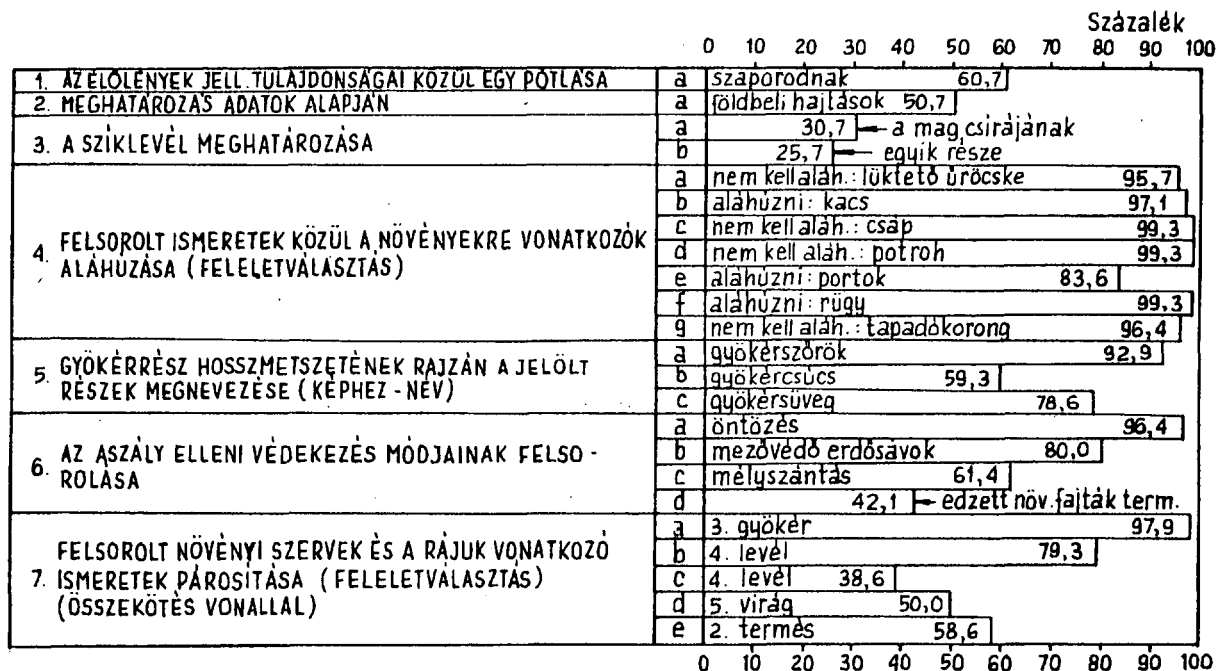 Százalék
0 10 20 30 40 50 60 70 80 90 100
1. AZ ÉLŐLÉNYEK JELL. TULAJDONSÁGAI KÖZÜL EGY PÓTLÁSA a szaporodnak 60,7
2. MEGHATÁROZÁS ADATOK ALAPJÁN a földbeli hajtások 50,7
3. A SZIKLEVÉL MEGHATÁROZÁSA
a 30,7 ← a mag csírájának
b 25,7 ← egyik része
4. FELSOROLT ISMERETEK KÖZÜL A NÖVÉNYEKRE VONATKOZÓK
ALÁHÚZÁSA (FELELETVÁLASZTÁS)
a nem kell aláh.: lüktető űröcske 95,7
b aláhúzni: kacs 97,1
c nem kell aláh.: csáp 99,3
d nem kell aláh.: potroh 99,3
e aláhúzni: portok 83,6
f aláhúzni: rügy 99,3
g nem kell aláh.: tapadókorong 96,4
5. GYÖKÉRRÉSZ HOSSZMETSZETÉNEK RAJZÁN A JELÖLT
RÉSZEK MEGNEVEZÉSE (KÉPHEZ - NÉV)
a gyökérszőrök 92,9
b gyökércsúcs 59,3
c gyökérsüveg 78,6
6. AZ ASZÁLY ELLENI VÉDEKEZÉS MÓDJAINAK FELSO-
ROLÁSA
a öntözés 96,4
b mezővédő erdősávok 80,0
c mélyszántás 61,4
d 42,1 ← edzett növ. fajták term.
7. FELSOROLT NÖVÉNYI SZERVEK ÉS A RÁJUK VONATKOZÓ
ISMERETEK PÁROSÍTÁSA (FELELETVÁLASZTÁS)
(ÖSSZEKÖTÉS VONALLAL)
a 3. gyökér 97,9
b 4. levél 79,3
c 4. levél 38,6
d 5. virág 50,0
e 2. termés 58,6
0 10 20 30 40 50 60 70 80 90 100